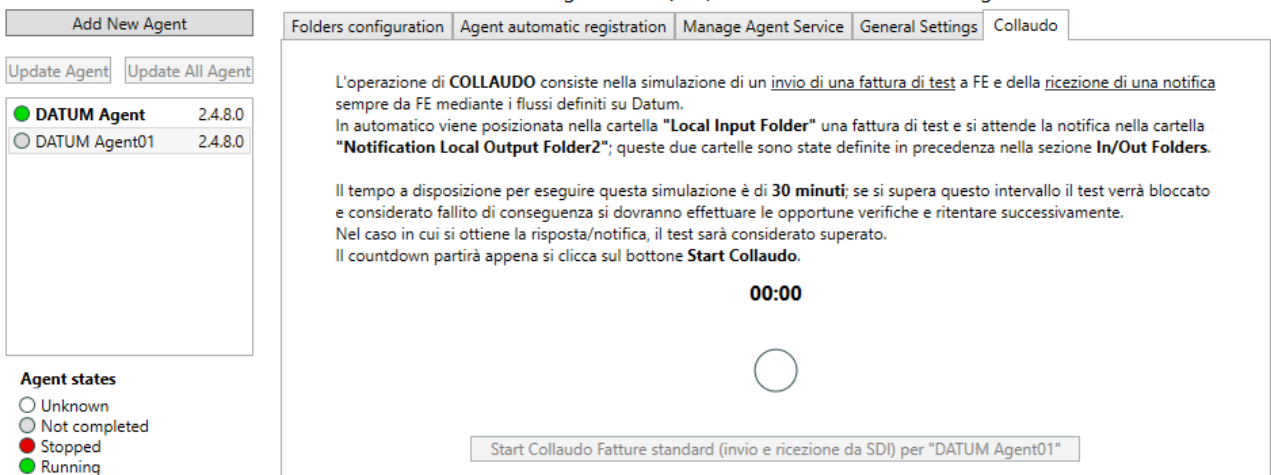 Add New Agent
Update Agent
Update All Agent
DATUM Agent 2.4.8.0
DATUM Agent01 2.4.8.0
Agent states
Unknown
Not completed
Stopped
Running
Folders configuration
Agent automatic registration
Manage Agent Service
General Settings
Collaudo
L'operazione di COLLAUDO consiste nella simulazione di un invio di una fattura di test a FE e della ricezione di una notifica
sempre da FE mediante i flussi definiti su Datum.
In automatico viene posizionata nella cartella "Local Input Folder" una fattura di test e si attende la notifica nella cartella
"Notification Local Output Folder2"; queste due cartelle sono state definite in precedenza nella sezione In/Out Folders.
Il tempo a disposizione per eseguire questa simulazione è di 30 minuti; se si supera questo intervallo il test verrà bloccato
e considerato fallito di conseguenza si dovranno effettuare le opportune verifiche e ritentare successivamente.
Nel caso in cui si ottiene la risposta/notifica, il test sarà considerato superato.
Il countdown partirà appena si clicca sul bottone Start Collaudo.
00:00
Start Collaudo Fatture standard (invio e ricezione da SDI) per "DATUM Agent01"